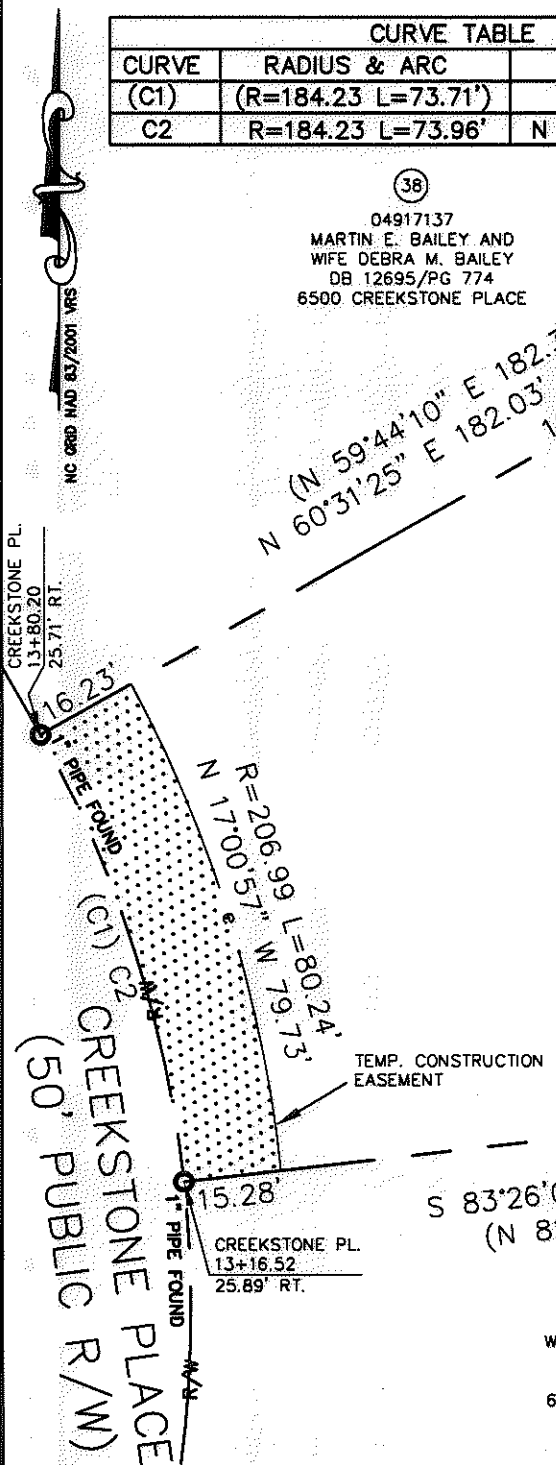 CURVE TABLE
CURVE RADIUS & ARC
(C1) (R=184.23 L=73.71')
C2 R=184.23 L=73.96' N
38
04917137
MARTIN E. BAILEY AND
WIFE DEBRA M. BAILEY
DB 12695/PG 774
6500 CREEKSTONE PLACE
NC GRID NAD 83/2001 VRS
(N 59°44'10" E 182.3
N 60°31'25" E 182.03'
1
CREEKSTONE PL.
13+80.20
25.71' RT.
16.23'
1" PIPE FOUND
R=206.99 L=80.24'
N 17°00'57" W 79.73'
e
(C1) C2
R/W
CREEKSTONE PLACE
(50' PUBLIC R/W)
TEMP. CONSTRUCTION
EASEMENT
15.28'
1" PIPE FOUND
CREEKSTONE PL.
13+16.52
25.89' RT.
S 83°26'0
(N 8
R/W
W
6